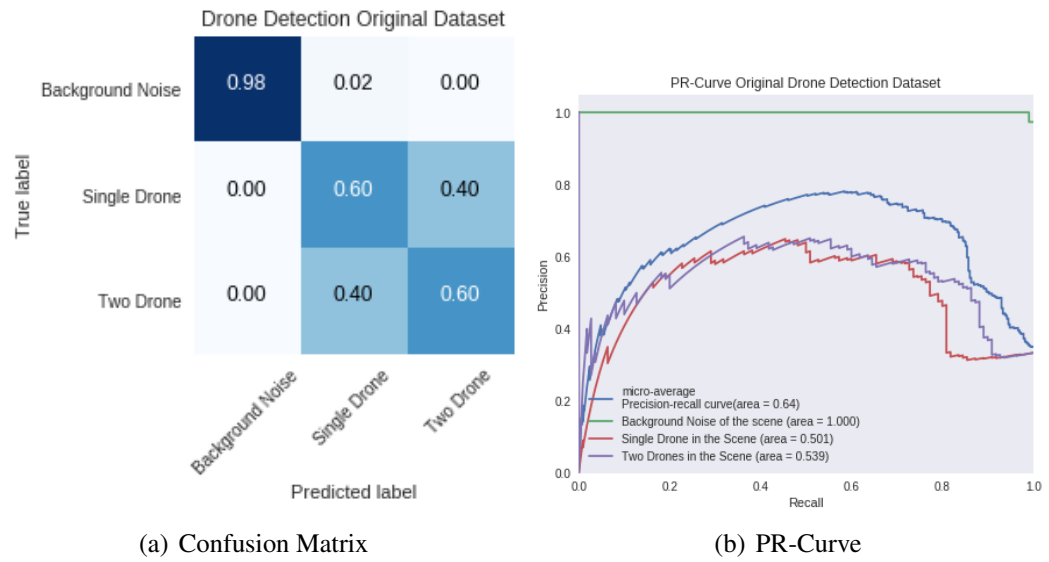 Drone Detection Original Dataset
True label
Background Noise
0.98 0.02 0.00
Single Drone
0.00 0.60 0.40
Two Drone
0.00 0.40 0.60
Background Noise
Single Drone
Two Drone
Predicted label
(a) Confusion Matrix
PR-Curve Original Drone Detection Dataset
Precision
1.0
0.8
0.6
0.4
0.2
0.0
micro-average
Precision-recall curve(area = 0.64)
Background Noise of the scene (area = 1.000)
Single Drone in the Scene (area = 0.501)
Two Drones in the Scene (area = 0.539)
0.0 0.2 0.4 0.6 0.8 1.0
Recall
(b) PR-Curve